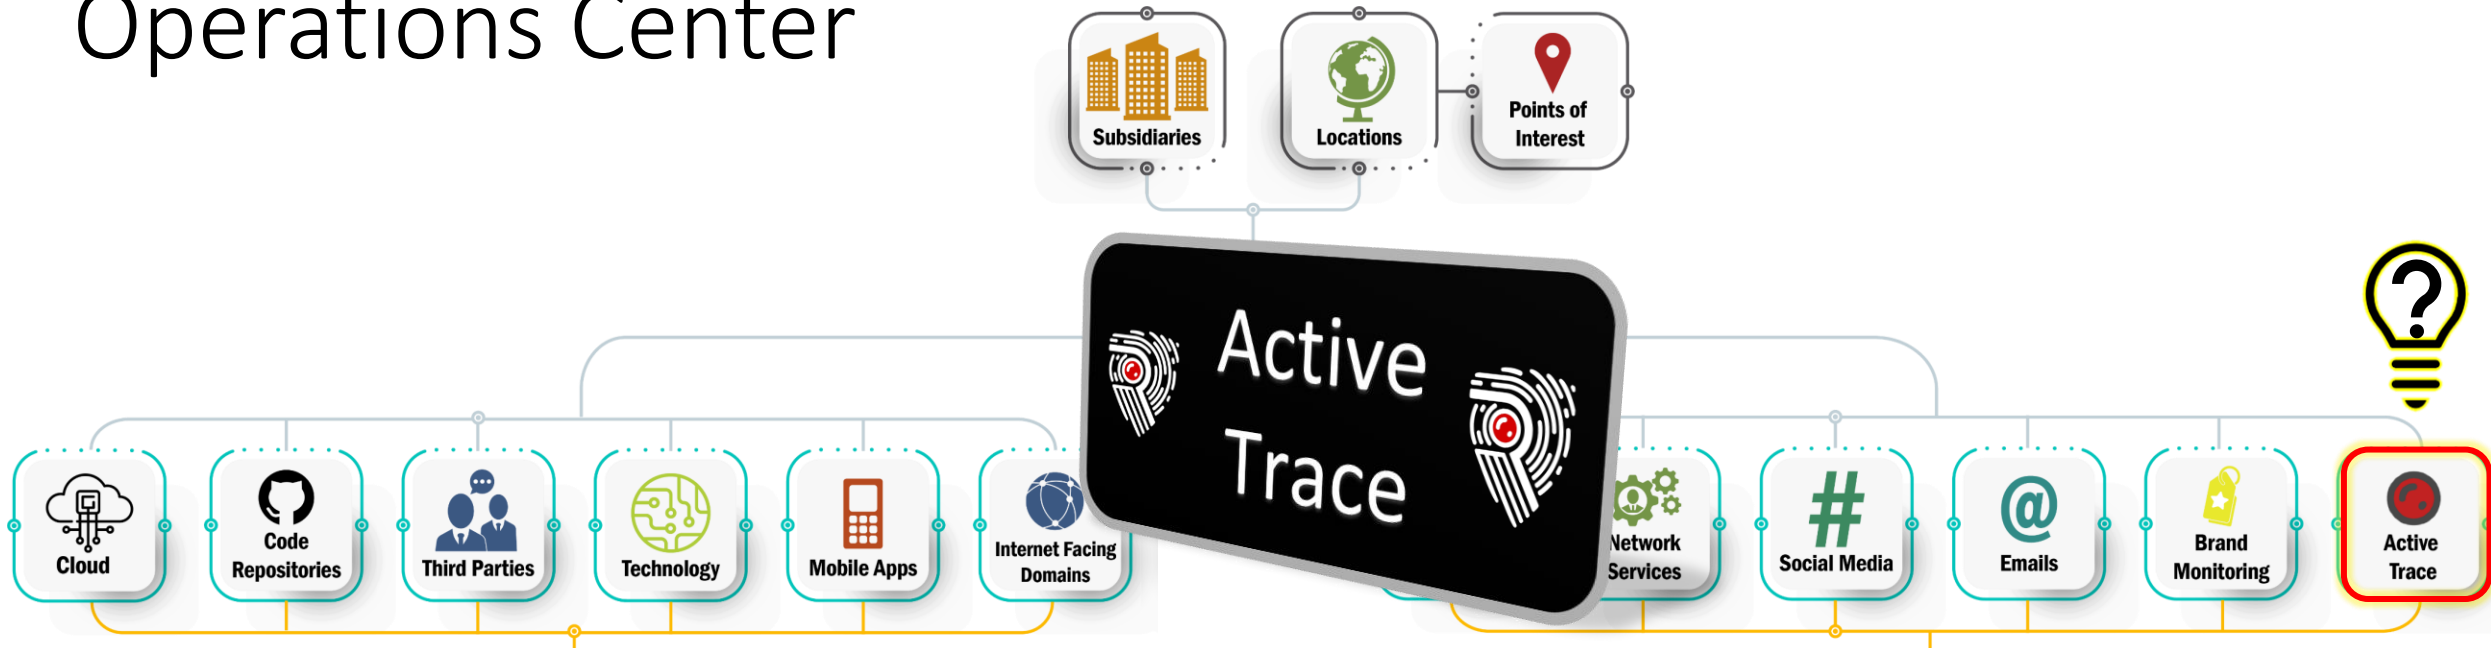 Operations Center
Subsidiaries
Locations
Points of
Interest
Active
Trace
?
Cloud
Code
Repositories
Third Parties
Technology
Mobile Apps
Internet Facing
Domains
Network
Services
#
Social Media
@
Emails
Brand
Monitoring
Active
Trace